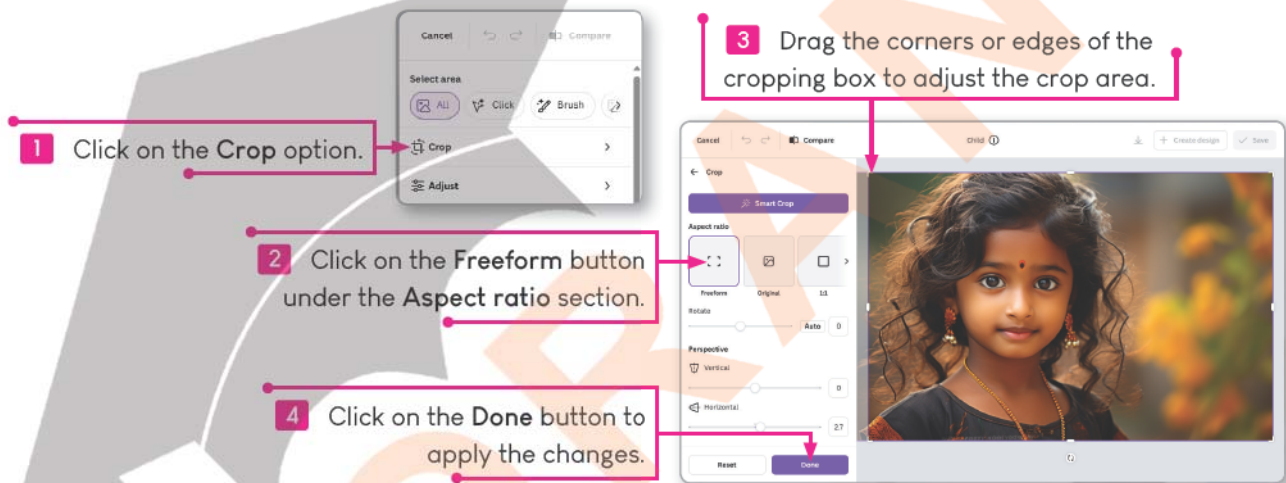 Cancel Compare
Select area
All Click Brush
Crop
Adjust
1 Click on the Crop option.
2 Click on the Freeform button
under the Aspect ratio section.
3 Drag the corners or edges of the
cropping box to adjust the crop area.
Cancel Compare Child Create design Save
Crop
Smart Crop
Aspect ratio
Freeform Original 1:1
Rotate
Auto 0
Perspective
Vertical
0
Horizontal
27
Reset Done
4 Click on the Done button to
apply the changes.